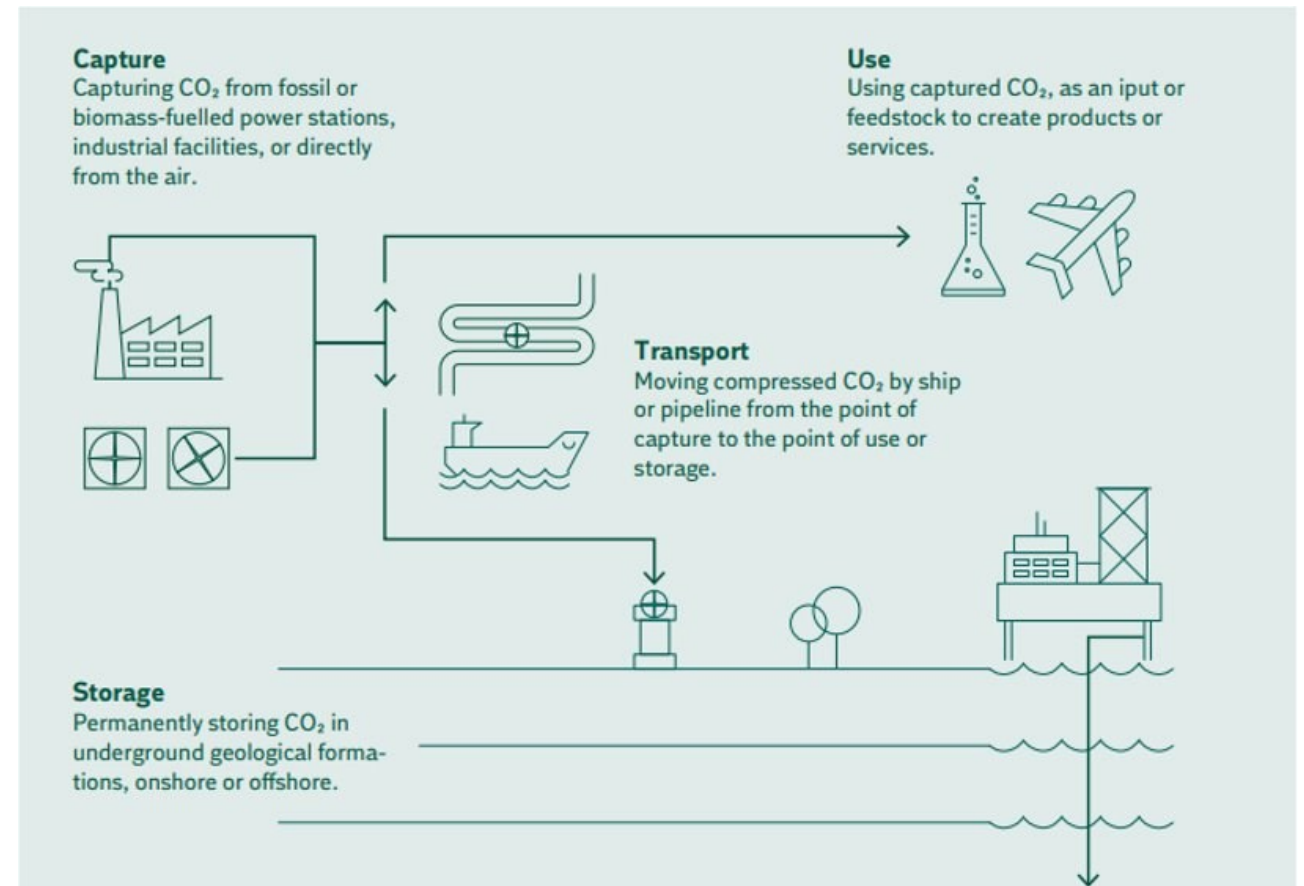 Capture
Capturing CO₂ from fossil or
biomass-fuelled power stations,
industrial facilities, or directly
from the air.
Use
Using captured CO₂, as an iput or
feedstock to create products or
services.
Transport
Moving compressed CO₂ by ship
or pipeline from the point of
capture to the point of use or
storage.
Storage
Permanently storing CO₂ in
underground geological forma-
tions, onshore or offshore.